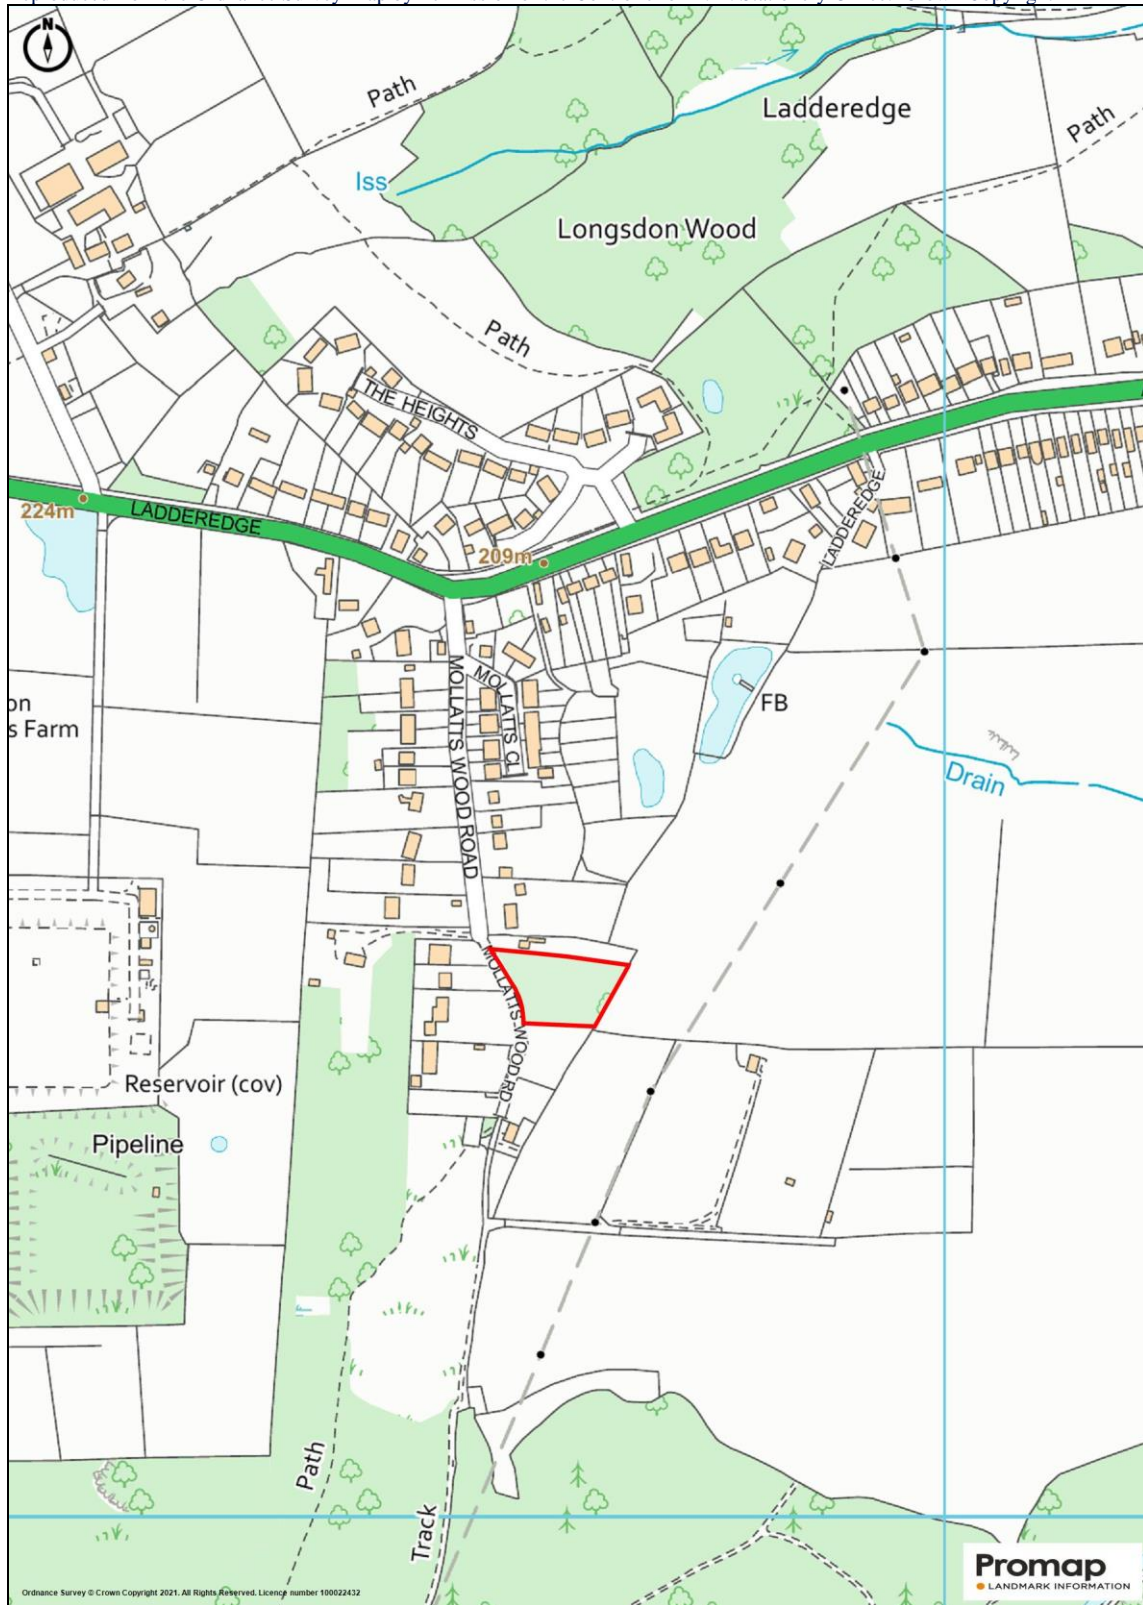 N
Path
Ladderedge
Path
Iss
Longsdon Wood
Path
THE HEIGHTS
224m
LADDEREDGE
209m
LADDEREDGE
MOLLATTS WOOD ROAD
MOLLATTS CL
FB
on
s Farm
Drain
MOLLATTS WOOD RD
Reservoir (cov)
Pipeline
Path
Track
Promap
LANDMARK INFORMATION
Ordnance Survey © Crown Copyright 2021. All Rights Reserved. Licence number 100022432